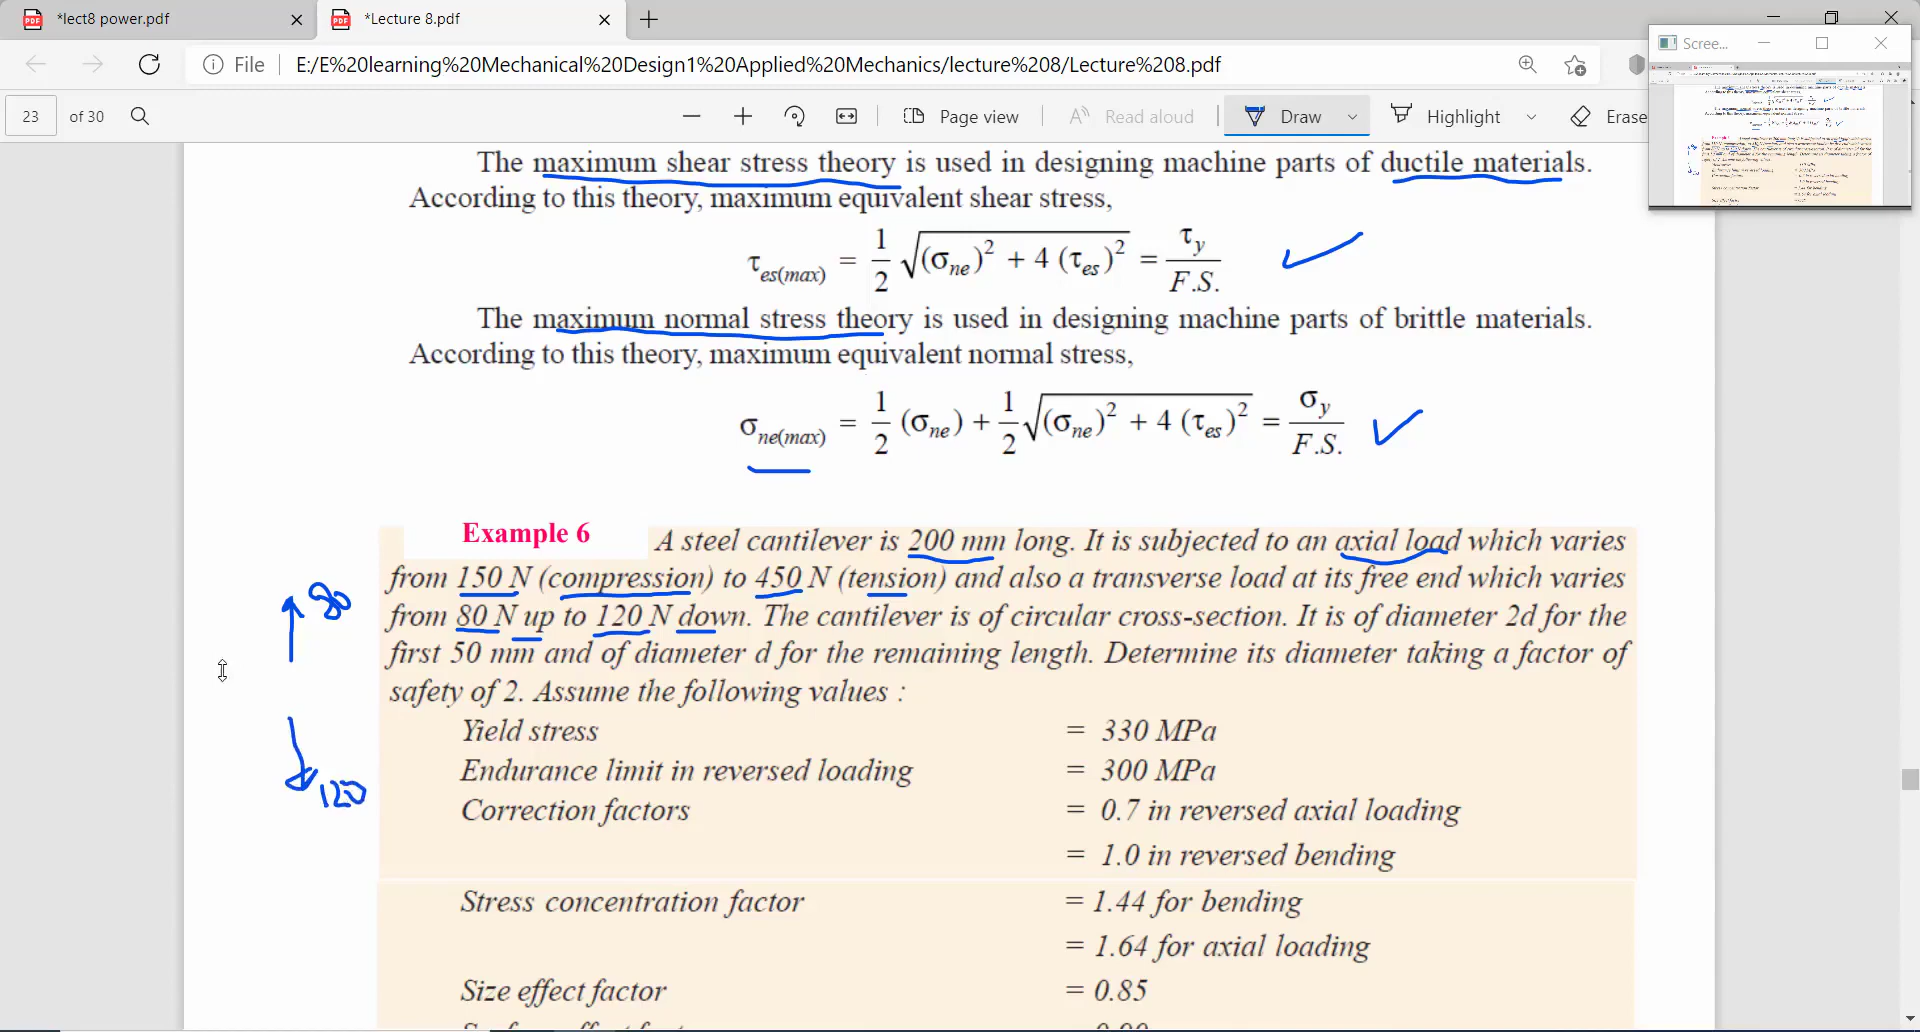 *lect8 power.pdf
*Lecture 8.pdf
Scree...
File
E:/E%20learning%20Mechanical%20Design1%20Applied%20Mechanics/lecture%208/Lecture%208.pdf
23 of 30
Page view
Read aloud
Draw
Highlight
Erase
The maximum shear stress theory is used in designing machine parts of ductile materials.
According to this theory, maximum equivalent shear stress,
τes(max) = 1/2 √(σne)² + 4 (τes)² = τy/F.S.
The maximum normal stress theory is used in designing machine parts of brittle materials.
According to this theory, maximum equivalent normal stress,
σne(max) = 1/2 (σne) + 1/2 √(σne)² + 4 (τes)² = σy/F.S.
Example 6 A steel cantilever is 200 mm long. It is subjected to an axial load which varies
from 150 N (compression) to 450 N (tension) and also a transverse load at its free end which varies
from 80 N up to 120 N down. The cantilever is of circular cross-section. It is of diameter 2d for the
first 50 mm and of diameter d for the remaining length. Determine its diameter taking a factor of
safety of 2. Assume the following values :
80
120
Yield stress = 330 MPa
Endurance limit in reversed loading = 300 MPa
Correction factors = 0.7 in reversed axial loading
= 1.0 in reversed bending
Stress concentration factor = 1.44 for bending
= 1.64 for axial loading
Size effect factor = 0.85